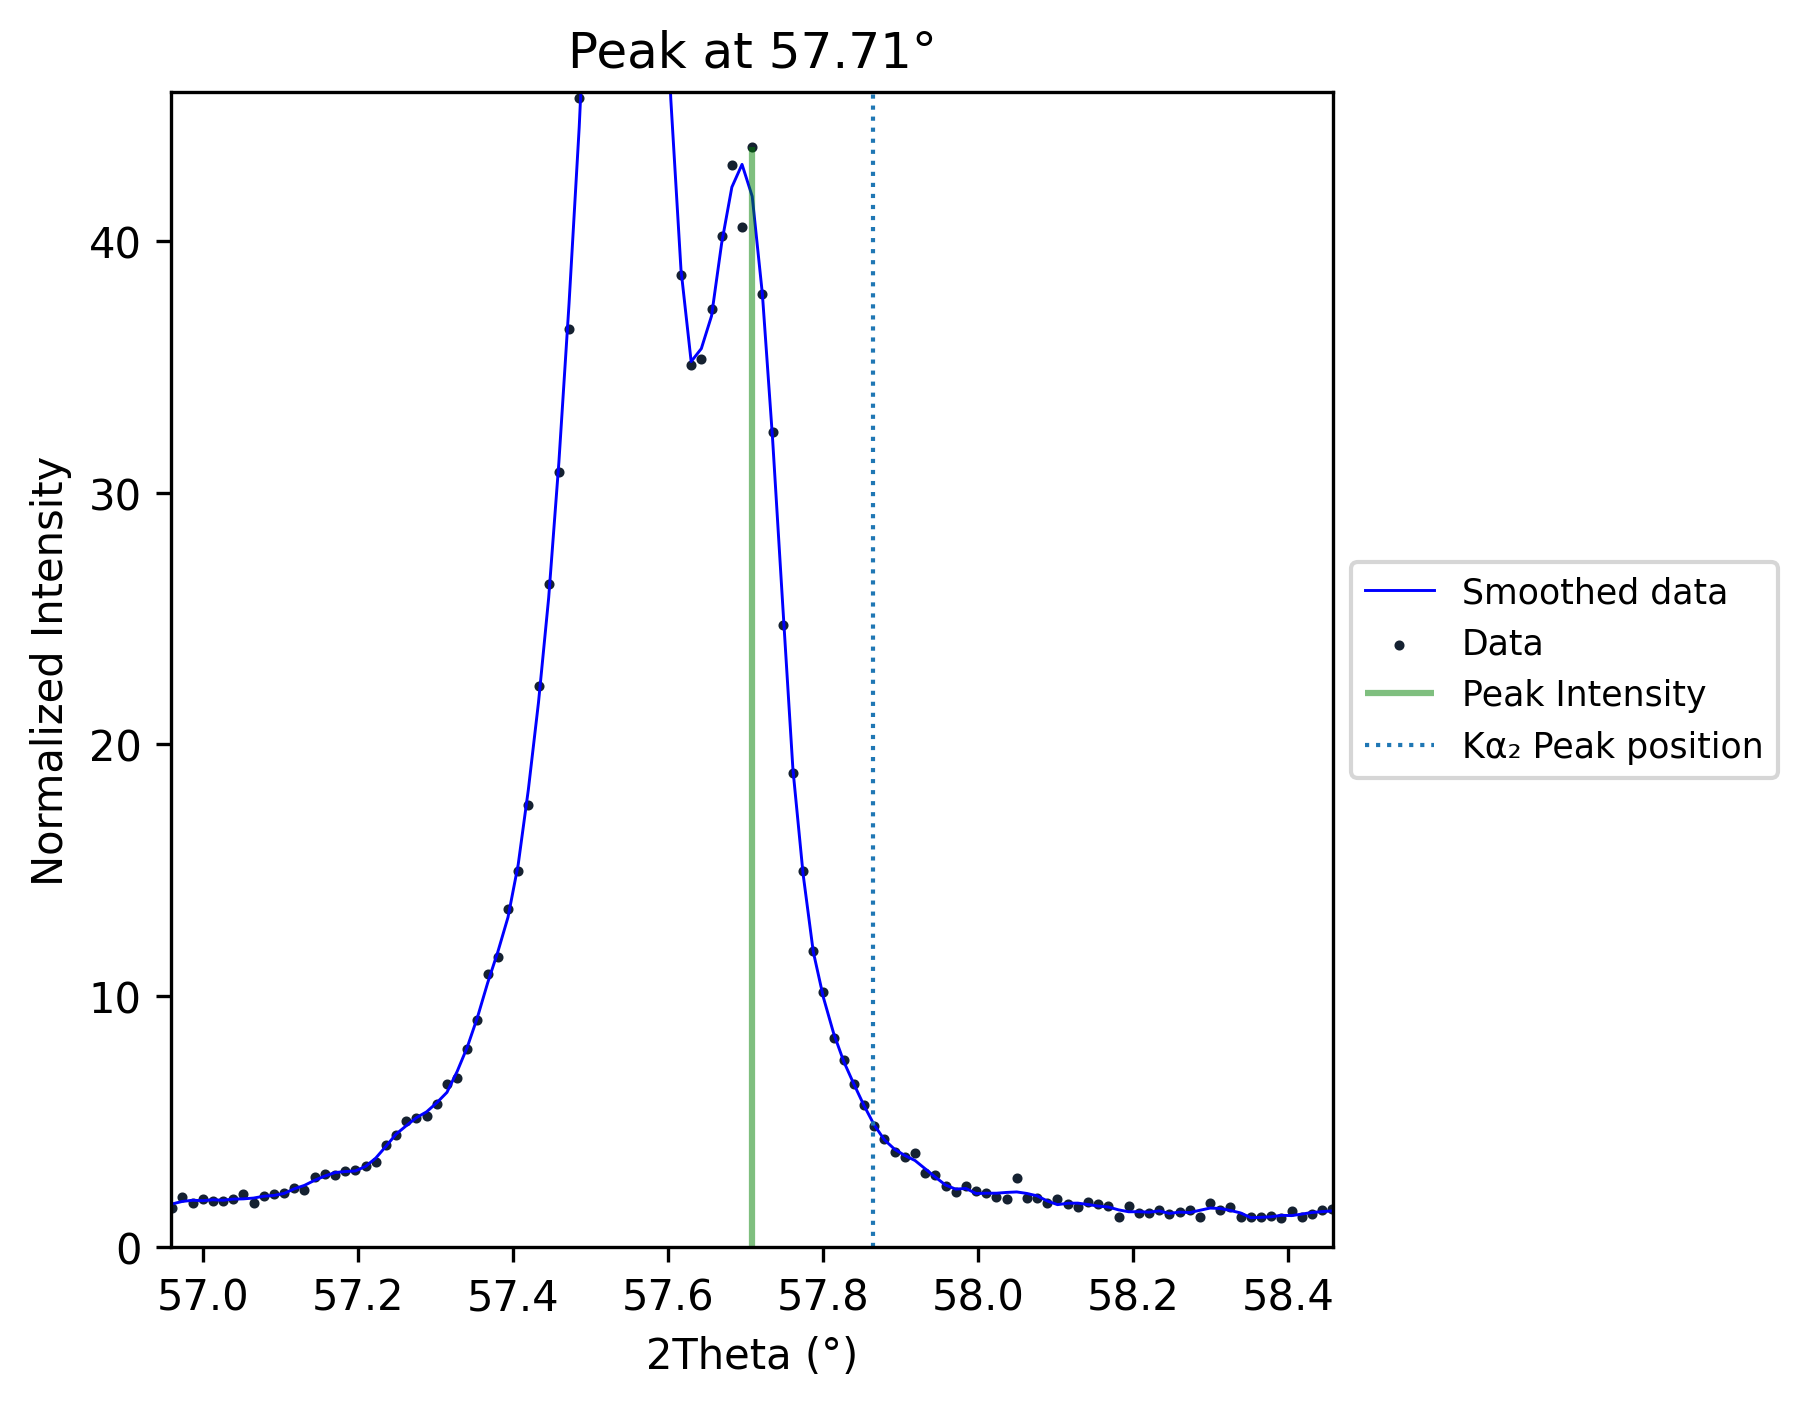 Peak at 57.71°
Normalized Intensity
40
30
20
10
0
57.0 57.2 57.4 57.6 57.8 58.0 58.2 58.4
2Theta (°)
Smoothed data
Data
Peak Intensity
Kα₂ Peak position